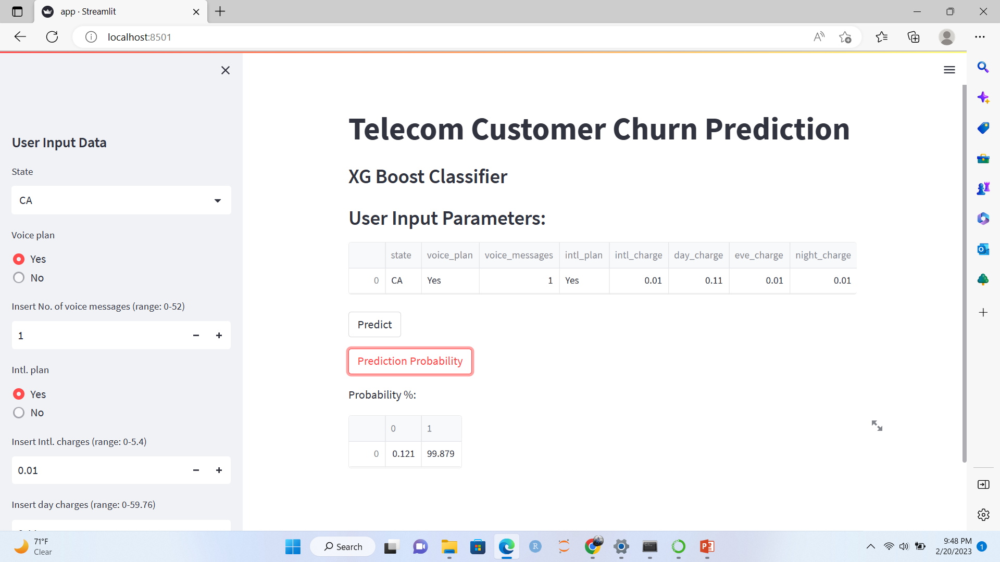 app · Streamlit
localhost:8501
User Input Data
State
CA
Voice plan
Yes
No
Insert No. of voice messages (range: 0-52)
1
Intl. plan
Yes
No
Insert Intl. charges (range: 0-5.4)
0.01
Insert day charges (range: 0-59.76)
Telecom Customer Churn Prediction
XG Boost Classifier
User Input Parameters:
state voice_plan voice_messages intl_plan intl_charge day_charge eve_charge night_charge
0 CA Yes 1 Yes 0.01 0.11 0.01 0.01
Predict
Prediction Probability
Probability %:
0 1
0 0.121 99.879
71°F
Clear
Search
9:48 PM
2/20/2023
1